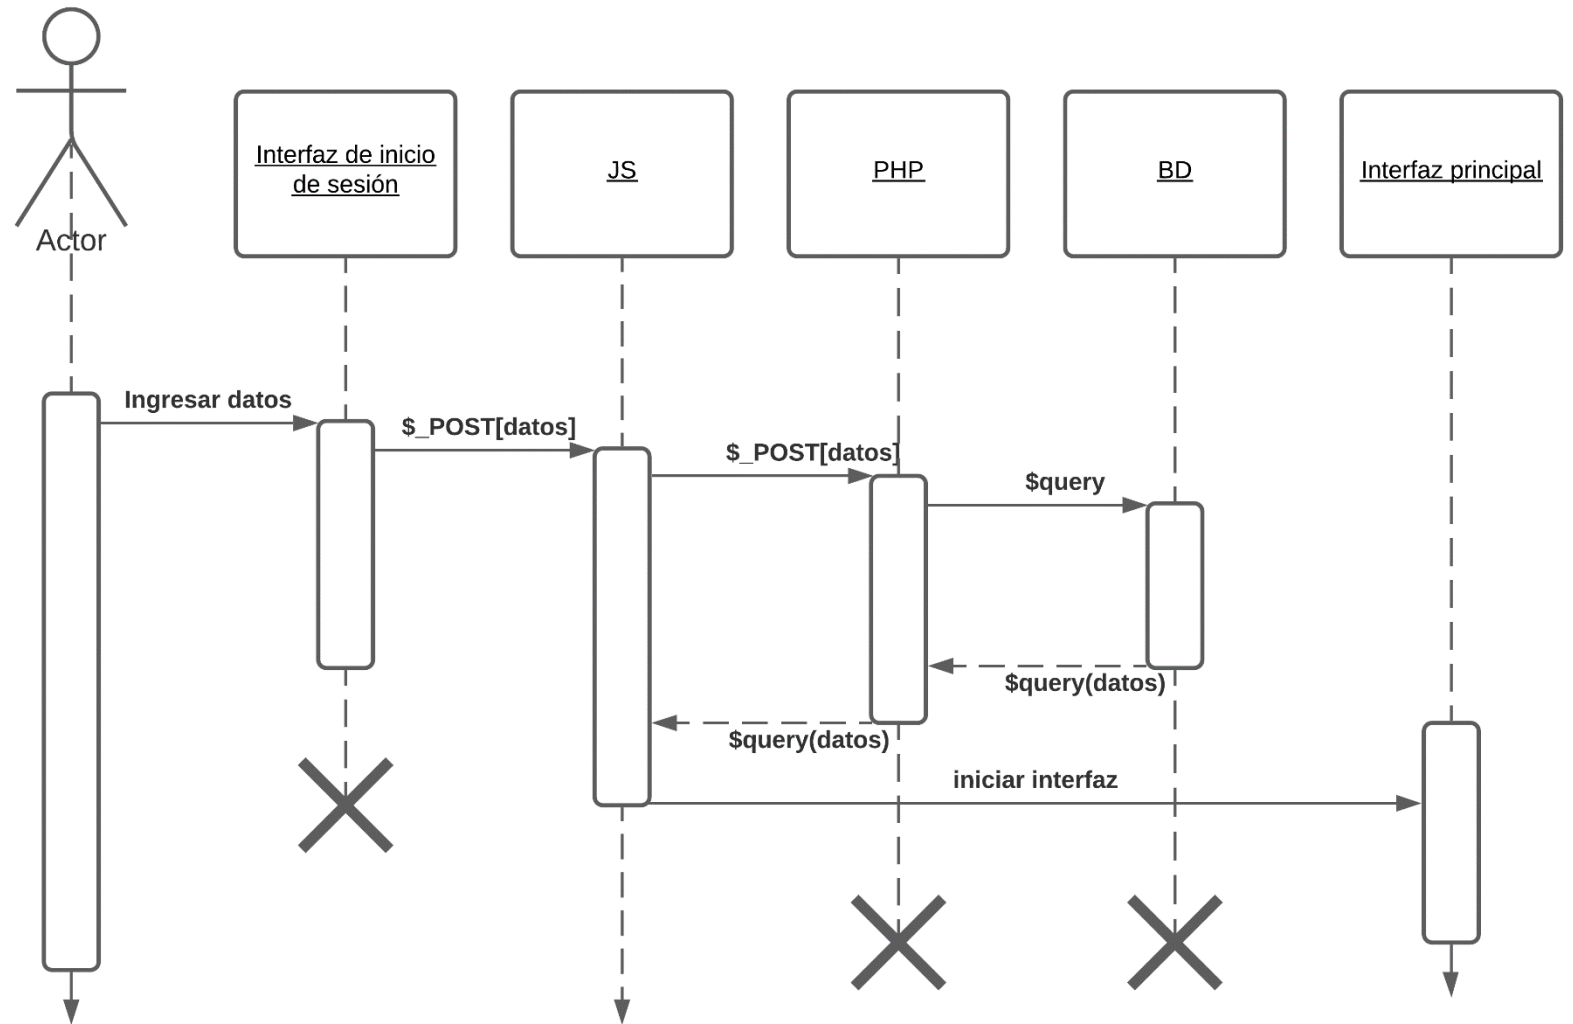 Actor
Interfaz de inicio
de sesión
JS
PHP
BD
Interfaz principal
Ingresar datos
$_POST[datos]
$_POST[datos]
$query
$query(datos)
$query(datos)
iniciar interfaz